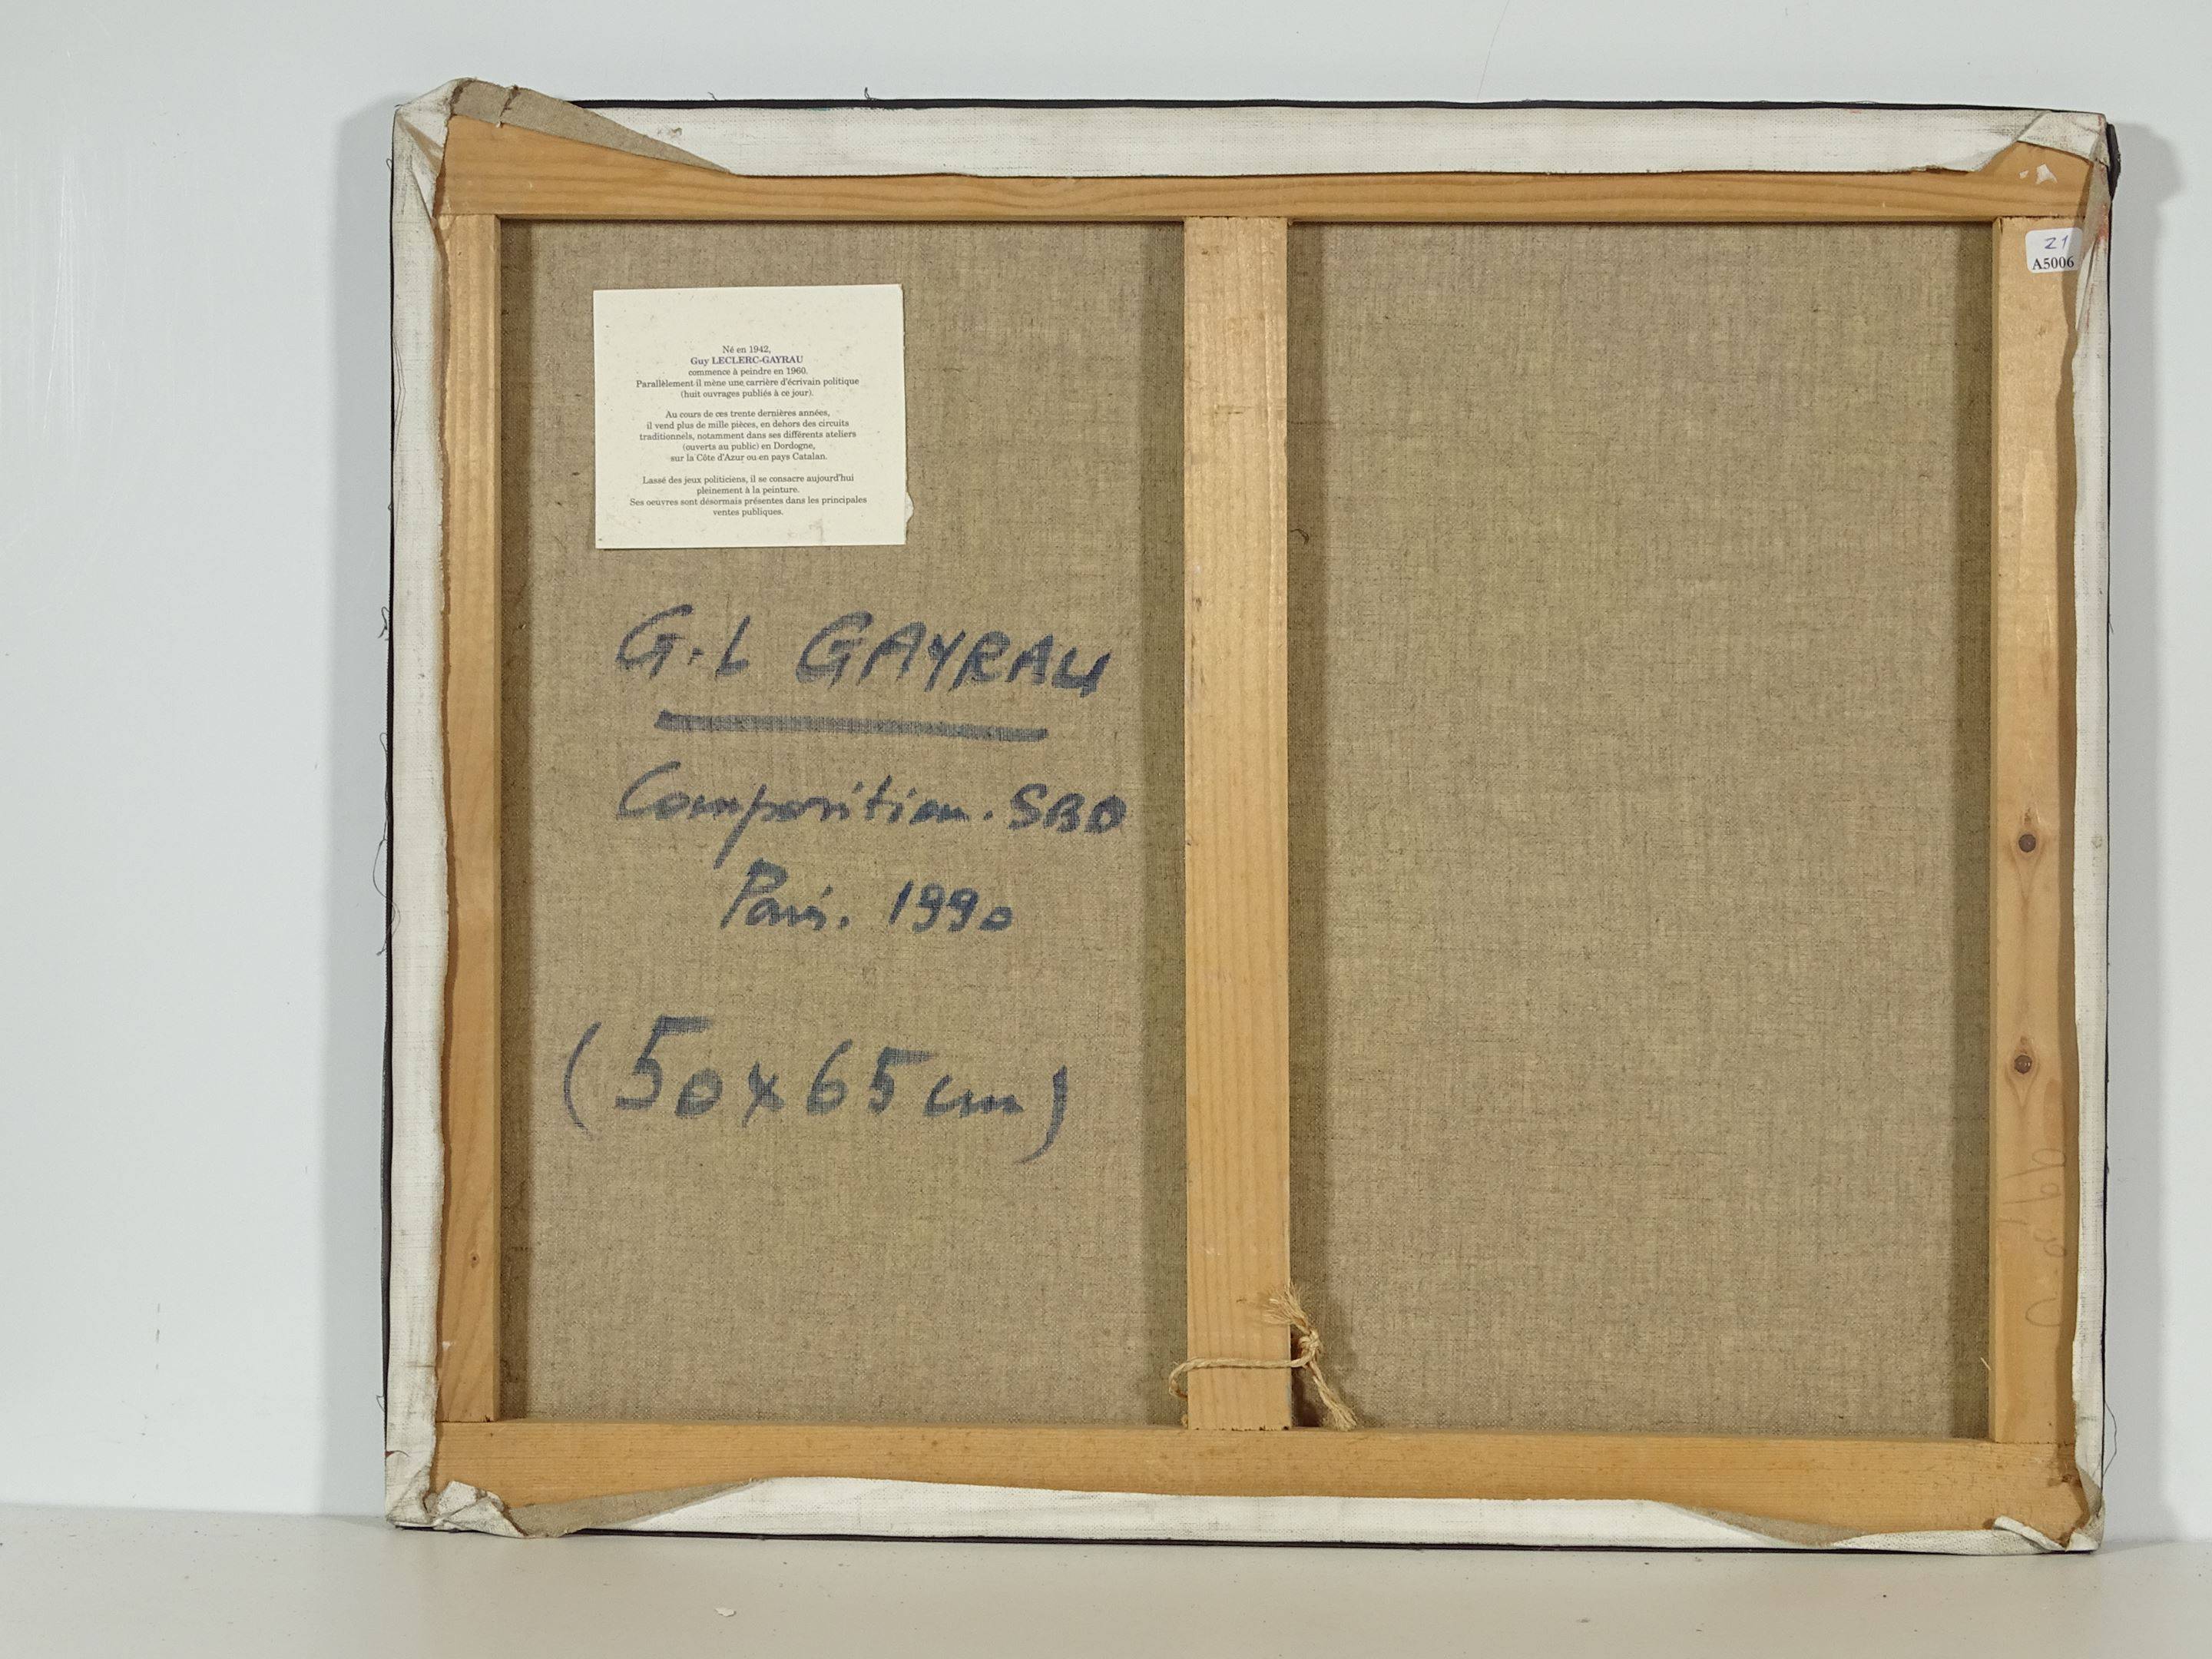 Né en 1942,
Guy LECLERC-GAYRAU
commence à peindre en 1960.
Parallèlement il mène une carrière d'écrivain politique
(huit ouvrages publiés à ce jour).
Au cours de ces trente dernières années,
il vend plus de mille pièces, en dehors des circuits
traditionnels, notamment dans ses différents ateliers
(ouverts au public) en Dordogne,
sur la Côte d'Azur ou en pays Catalan.
Lassé des jeux politiciens, il se consacre aujourd'hui
pleinement à la peinture.
Ses oeuvres sont désormais présentes dans les principales
ventes publiques.
G.L GAYRAU
Composition. SBD
Paris. 1990
(50x65cm)
21
A5006